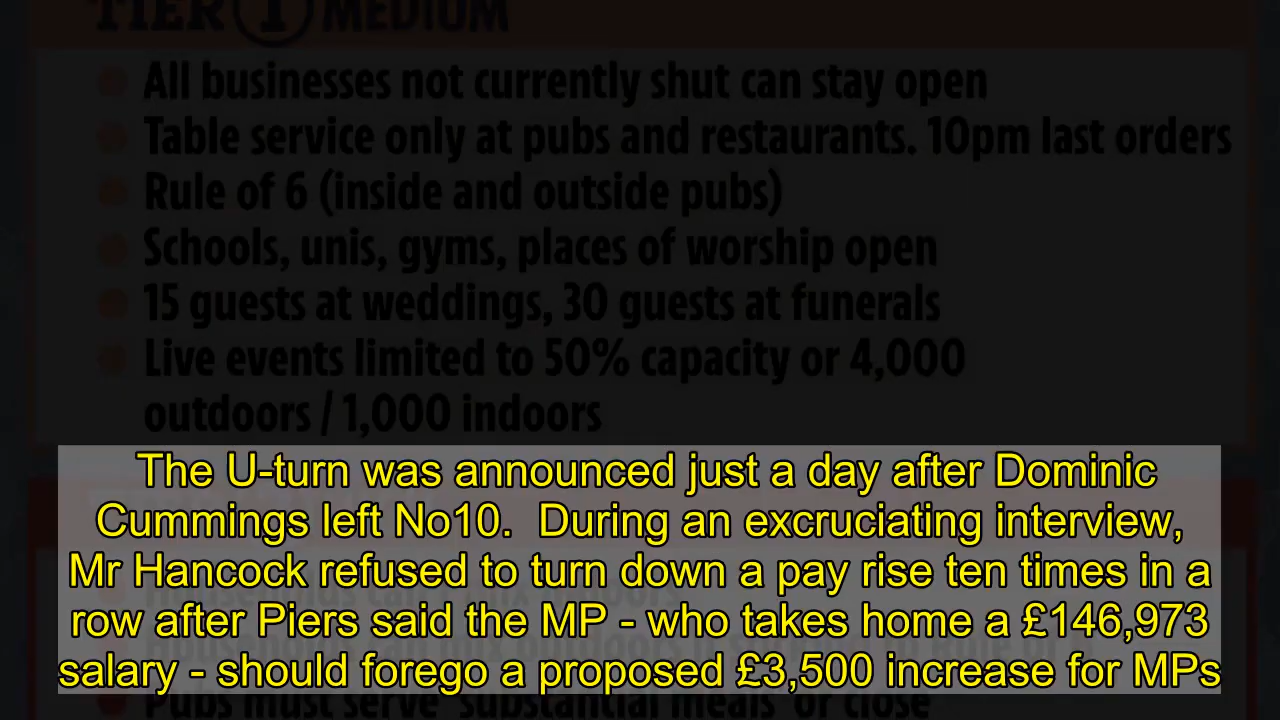 TIER 1 MEDIUM
All businesses not currently shut can stay open
Table service only at pubs and restaurants. 10pm last orders
Rule of 6 (inside and outside pubs)
Schools, unis, gyms, places of worship open
15 guests at weddings, 30 guests at funerals
Live events limited to 50% capacity or 4,000
outdoors / 1,000 indoors
The U-turn was announced just a day after Dominic
Cummings left No10.  During an excruciating interview,
Mr Hancock refused to turn down a pay rise ten times in a
row after Piers said the MP - who takes home a £146,973
salary - should forego a proposed £3,500 increase for MPs
Pubs must serve 'substantial meals' or close